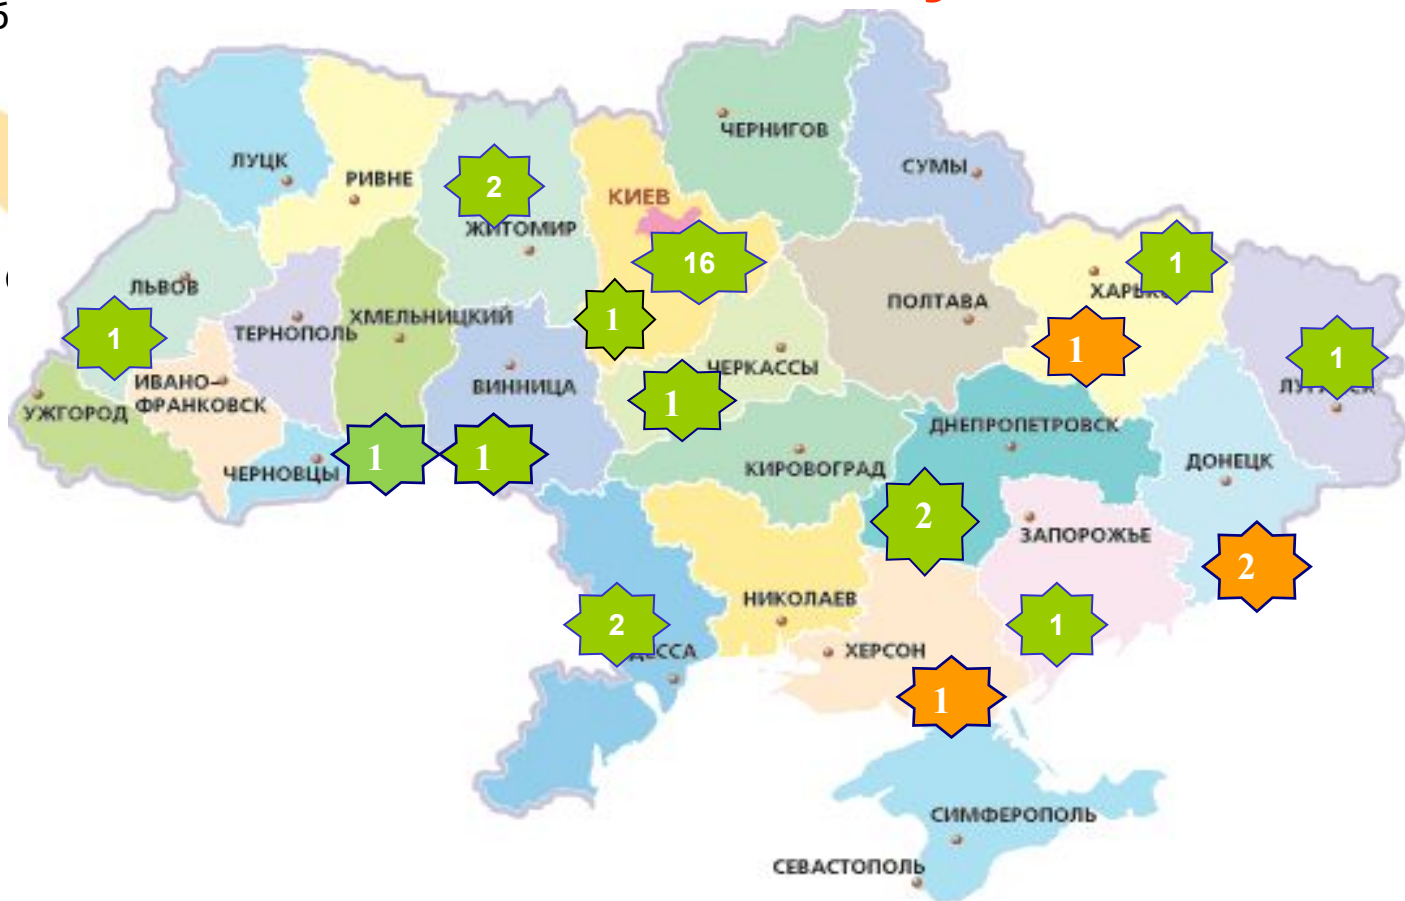 б
ЧЕРНИГОВ
ЛУЦК
СУМЫ
РИВНЕ
2
КИЕВ
ЖИТОМИР
16
1
ЛЬВОВ
ПОЛТАВА
ХМЕЛЬНИЦКИЙ
1
ТЕРНОПОЛЬ
1
1
1
ЧЕРКАССЫ
ИВАНО-
ФРАНКОВСК
ВИННИЦА
УЖГОРОД
1
ДНЕПРОПЕТРОВСК
1
1
ЧЕРНОВЦЫ
КИРОВОГРАД
ДОНЕЦК
2
ЗАПОРОЖЬЕ
2
НИКОЛАЕВ
2
1
ХЕРСОН
1
СИМФЕРОПОЛЬ
СЕВАСТОПОЛЬ